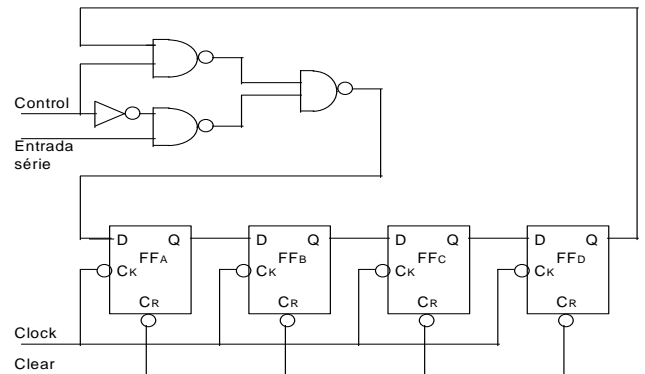 Control
Entrada
série
D Q D Q D Q D Q
FFA FFB FFC FFD
CK CK CK CK
CR CR CR CR
Clock
Clear